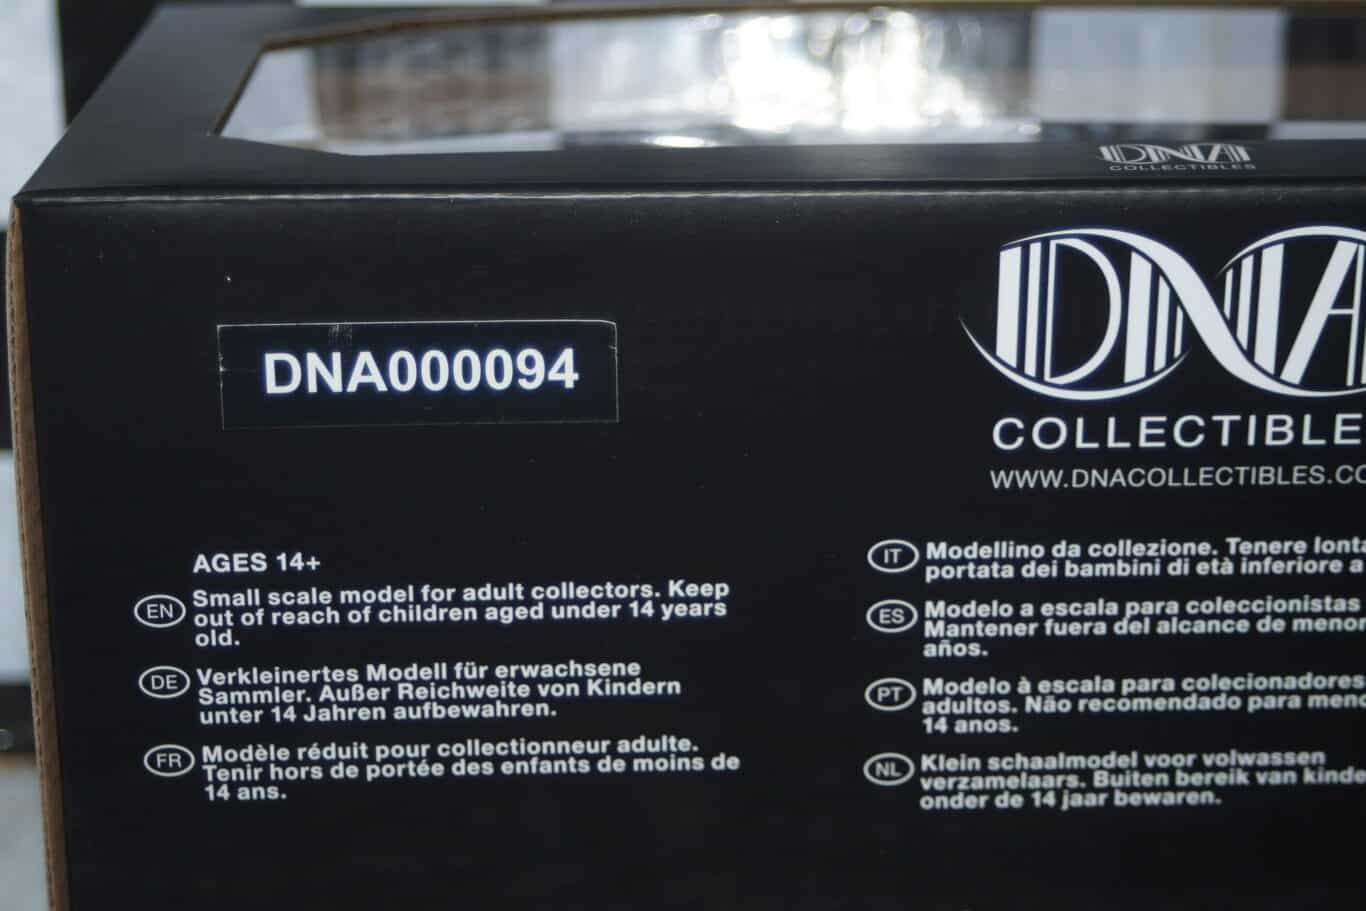 DNA
COLLECTIBLES
DNA
COLLECTIBLE
WWW.DNACOLLECTIBLES.CO
DNA000094
AGES 14+
EN Small scale model for adult collectors. Keep
out of reach of children aged under 14 years
old.
DE Verkleinertes Modell für erwachsene
Sammler. Außer Reichweite von Kindern
unter 14 Jahren aufbewahren.
FR Modèle réduit pour collectionneur adulte.
Tenir hors de portée des enfants de moins de
14 ans.
IT Modellino da collezione. Tenere lonta
portata dei bambini di età inferiore a
ES Modelo a escala para coleccionistas
Mantener fuera del alcance de menor
años.
PT Modelo à escala para colecionadores
adultos. Não recomendado para meno
14 anos.
NL Klein schaalmodel voor volwassen
verzamelaars. Buiten bereik van kinde
onder de 14 jaar bewaren.